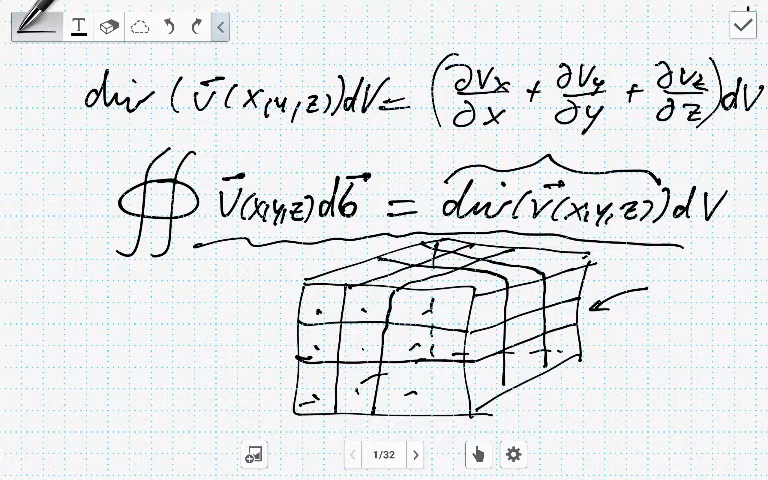 T
div (v⃗(x,y,z))dV = (∂Vx/∂x + ∂Vy/∂y + ∂Vz/∂z)dV
∯ v⃗(x,y,z)dσ⃗ = div(v⃗(x,y,z))dV
1/32